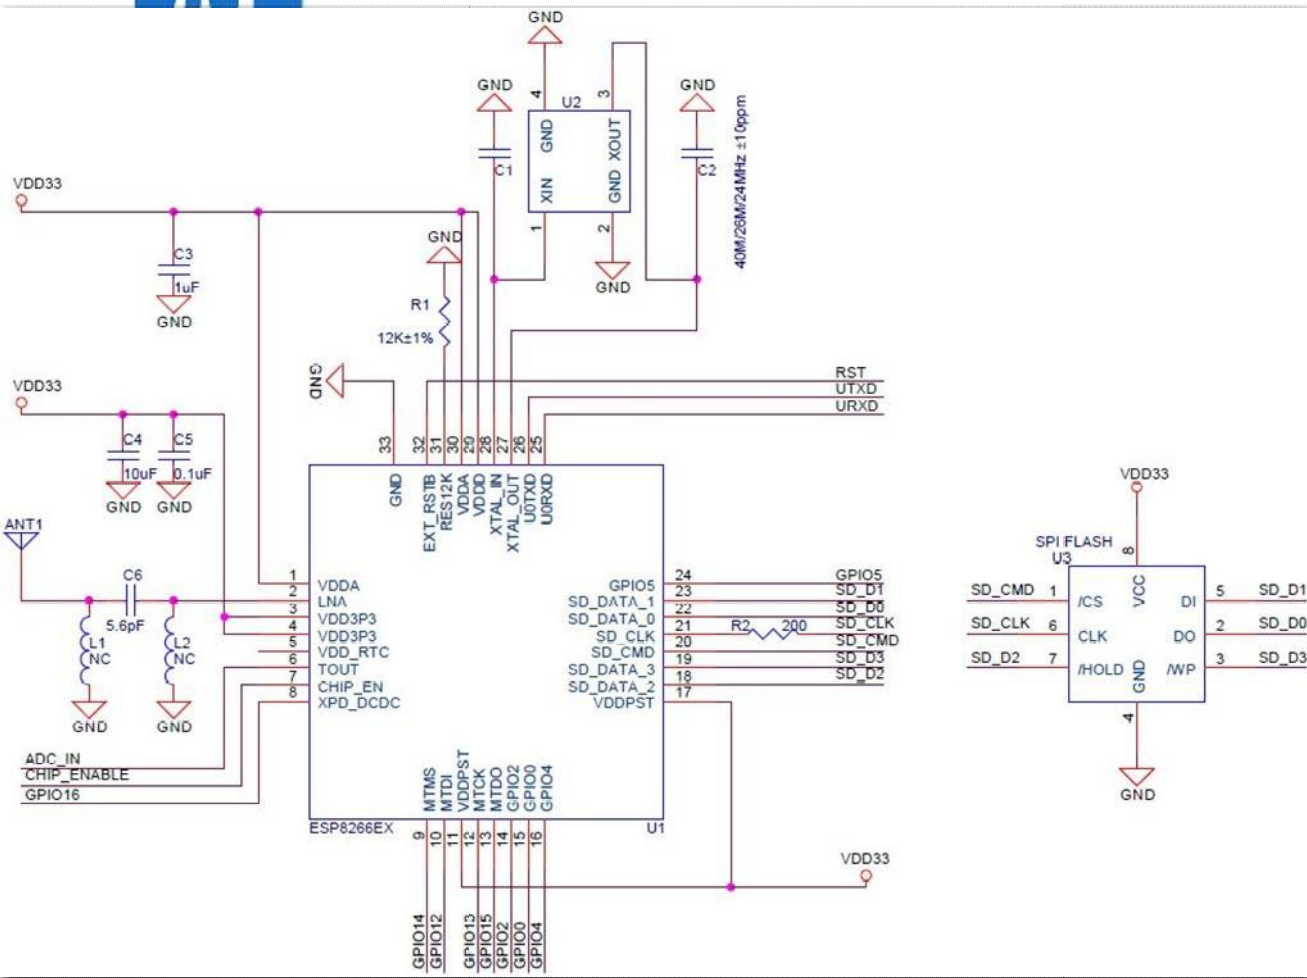 GND
GND
GND
4
U2
3
GND
XOUT
C1
XIN
GND
C2
40M/26M/24MHz ±10ppm
1
2
GND
VDD33
C3
1uF
GND
GND
R1
12K±1%
GND
VDD33
C4
C5
10uF
0.1uF
GND
GND
RST
UTXD
URXD
33
32
31
30
29
28
27
26
25
GND
EXT_RSTB
RES12K
VDDA
VDDD
XTAL_IN
XTAL_OUT
U0TXD
U0RXD
ANT1
C6
5.6pF
L1
NC
L2
NC
GND
GND
1 VDDA
2 LNA
3 VDD3P3
4 VDD3P3
5 VDD_RTC
6 TOUT
7 CHIP_EN
8 XPD_DCDC
ADC_IN
CHIP_ENABLE
GPIO16
GPIO5 24 GPIO5
SD_DATA_1 23 SD_D1
SD_DATA_0 22 SD_D0
SD_CLK 21 R2 200 SD_CLK
SD_CMD 20 SD_CMD
SD_DATA_3 19 SD_D3
SD_DATA_2 18 SD_D2
VDDPST 17
MTMS
MTDI
VDDPST
MTCK
MTDO
GPIO2
GPIO0
GPIO4
ESP8266EX
U1
9
10
11
12
13
14
15
16
GPIO14
GPIO12
GPIO13
GPIO15
GPIO2
GPIO0
GPIO4
VDD33
VDD33
SPI FLASH
U3
8
VCC
SD_CMD 1 /CS
SD_CLK 6 CLK
SD_D2 7 /HOLD
DI 5 SD_D1
DO 2 SD_D0
/WP 3 SD_D3
GND
4
GND